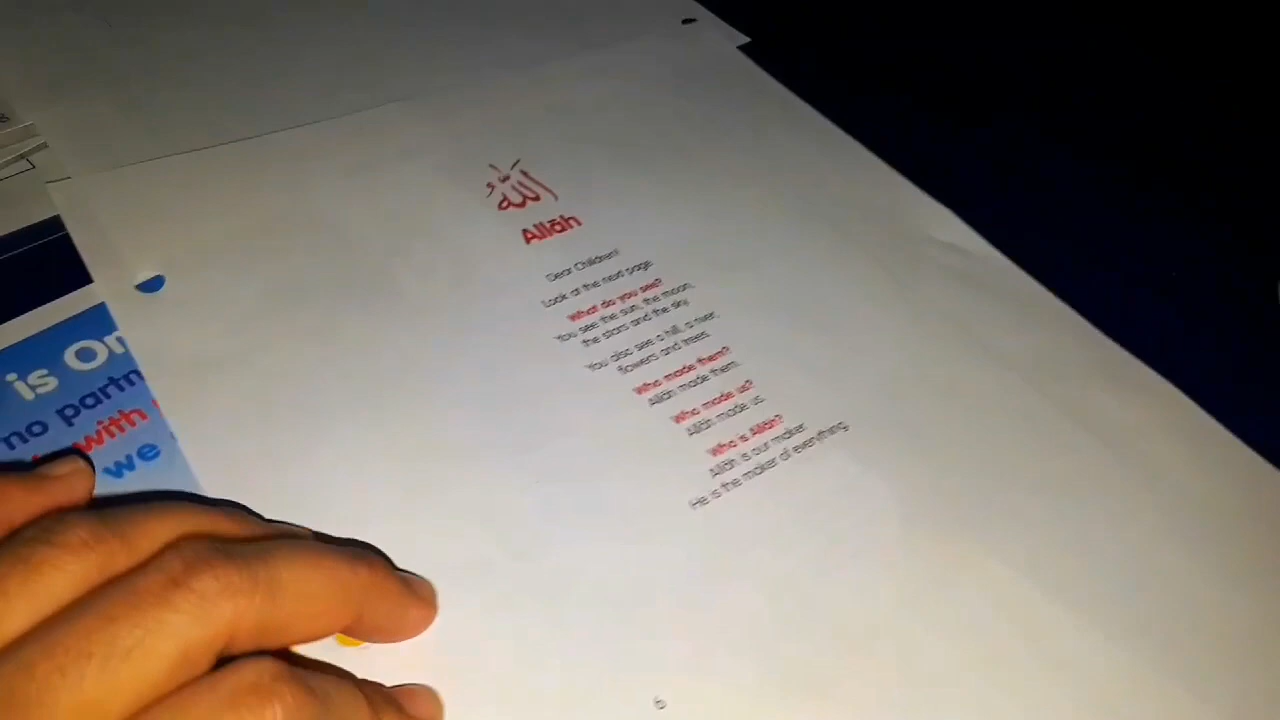 اللّٰهُ
Allāh
Dear Children!
Look at the next page.
What do you see?
You see the sun, the moon,
the stars and the sky.
You also see a hill, a river,
flowers and trees.
Who made them?
Allāh made them.
Who made us?
Allāh made us.
Who is Allāh?
Allāh is our maker.
He is the maker of everything.
6
is
no
with
we
8